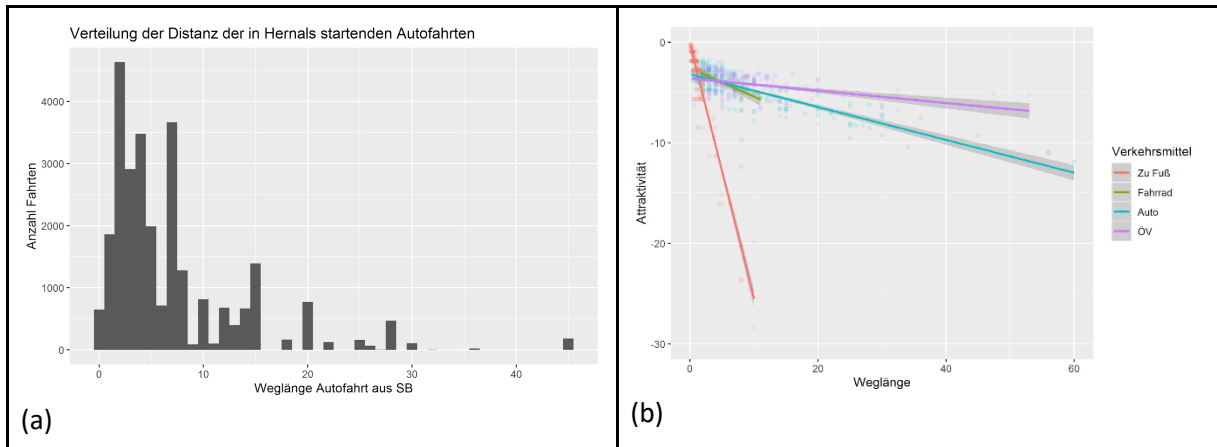 Verteilung der Distanz der in Hernals startenden Autofahrten
Anzahl Fahrten
4000
3000
2000
1000
0
0 20 40
10 30
Weglänge Autofahrt aus SB
(a)
Attraktivität
0
-10
-20
-30
0 20 40 60
Weglänge
Verkehrsmittel
Zu Fuß
Fahrrad
Auto
ÖV
(b)